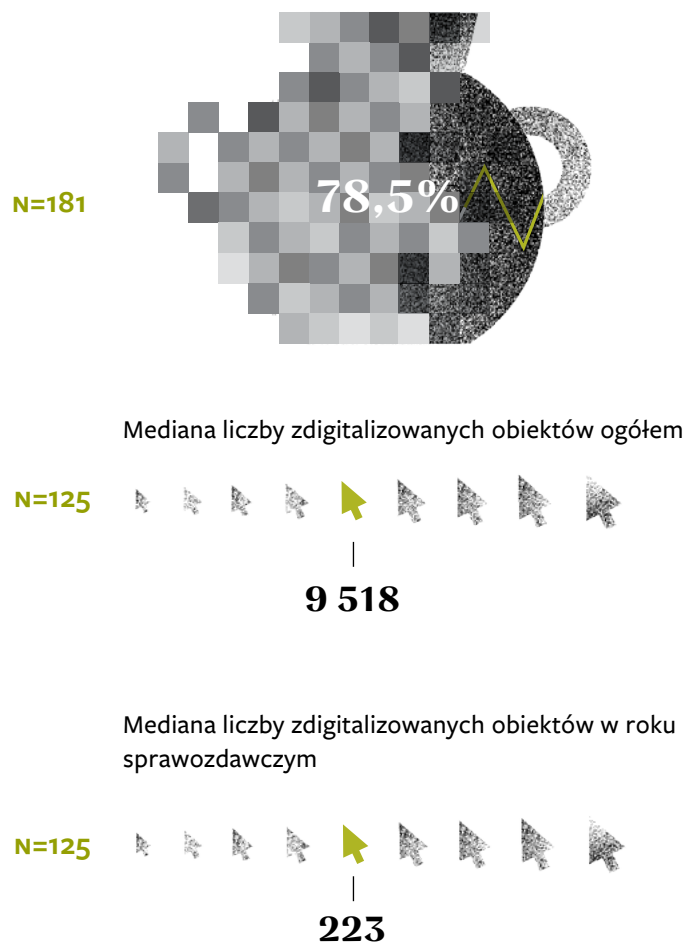 N=181
78,5%
Mediana liczby zdigitalizowanych obiektów ogółem
N=125
9 518
Mediana liczby zdigitalizowanych obiektów w roku
sprawozdawczym
N=125
223